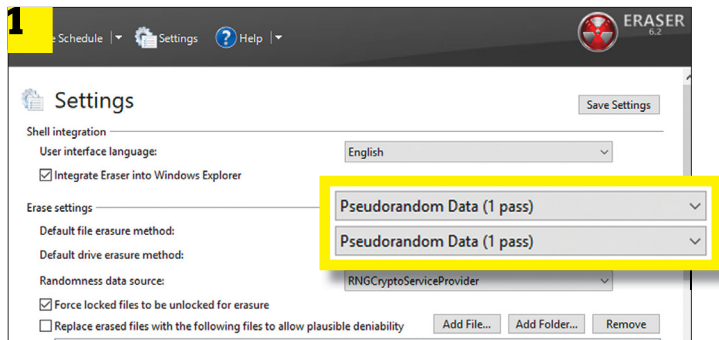 1
Schedule Settings Help
ERASER
6.2
Settings
Save Settings
Shell integration
User interface language: English
Integrate Eraser into Windows Explorer
Erase settings
Default file erasure method: Pseudorandom Data (1 pass)
Default drive erasure method: Pseudorandom Data (1 pass)
Randomness data source: RNGCryptoServiceProvider
Force locked files to be unlocked for erasure
Replace erased files with the following files to allow plausible deniability Add File... Add Folder... Remove